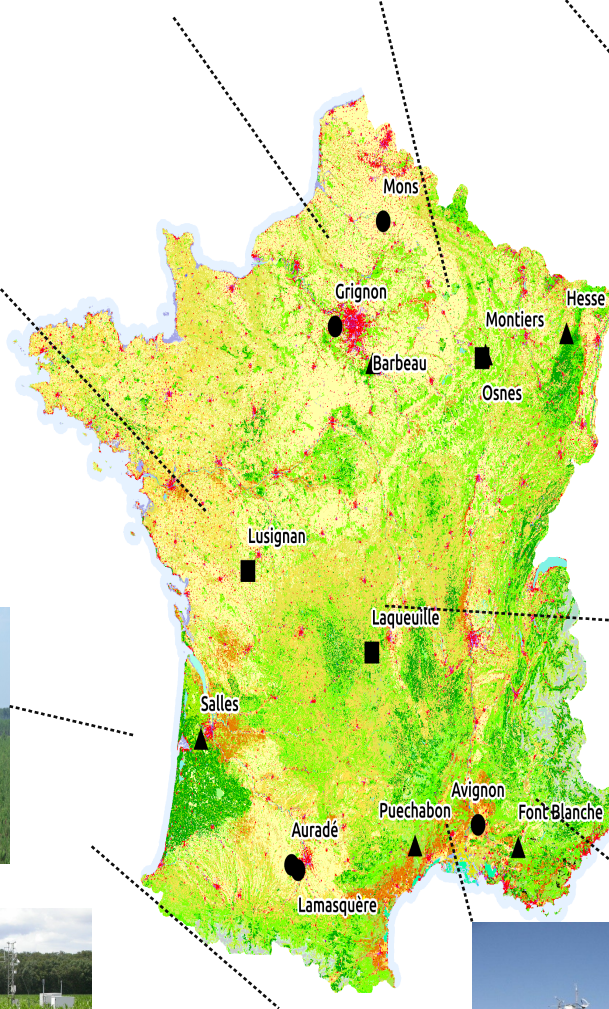 Mons
Grignon
Hesse
Montiers
Barbeau
Osnes
Lusignan
Laqueuille
Salles
Avignon
Puechabon
Font Blanche
Auradé
Lamasquère